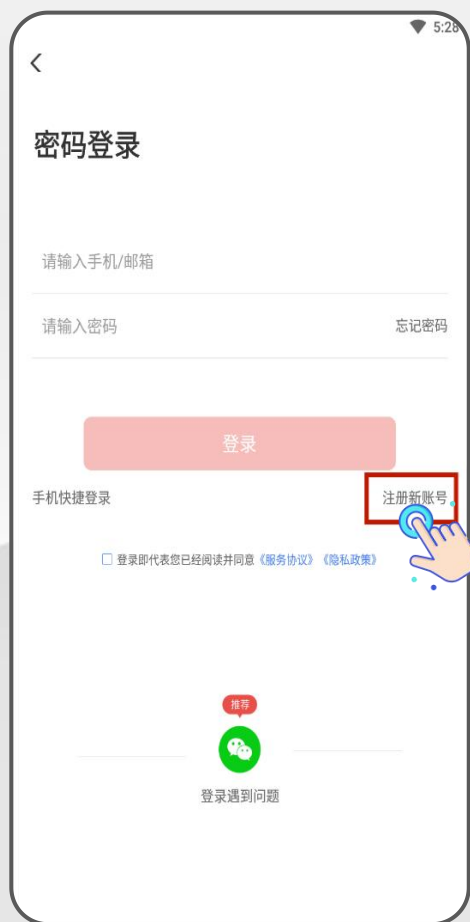 5:28
密码登录
请输入手机/邮箱
请输入密码 忘记密码
登录
手机快捷登录 注册新账号
登录即代表您已经阅读并同意《服务协议》《隐私政策》
推荐
登录遇到问题